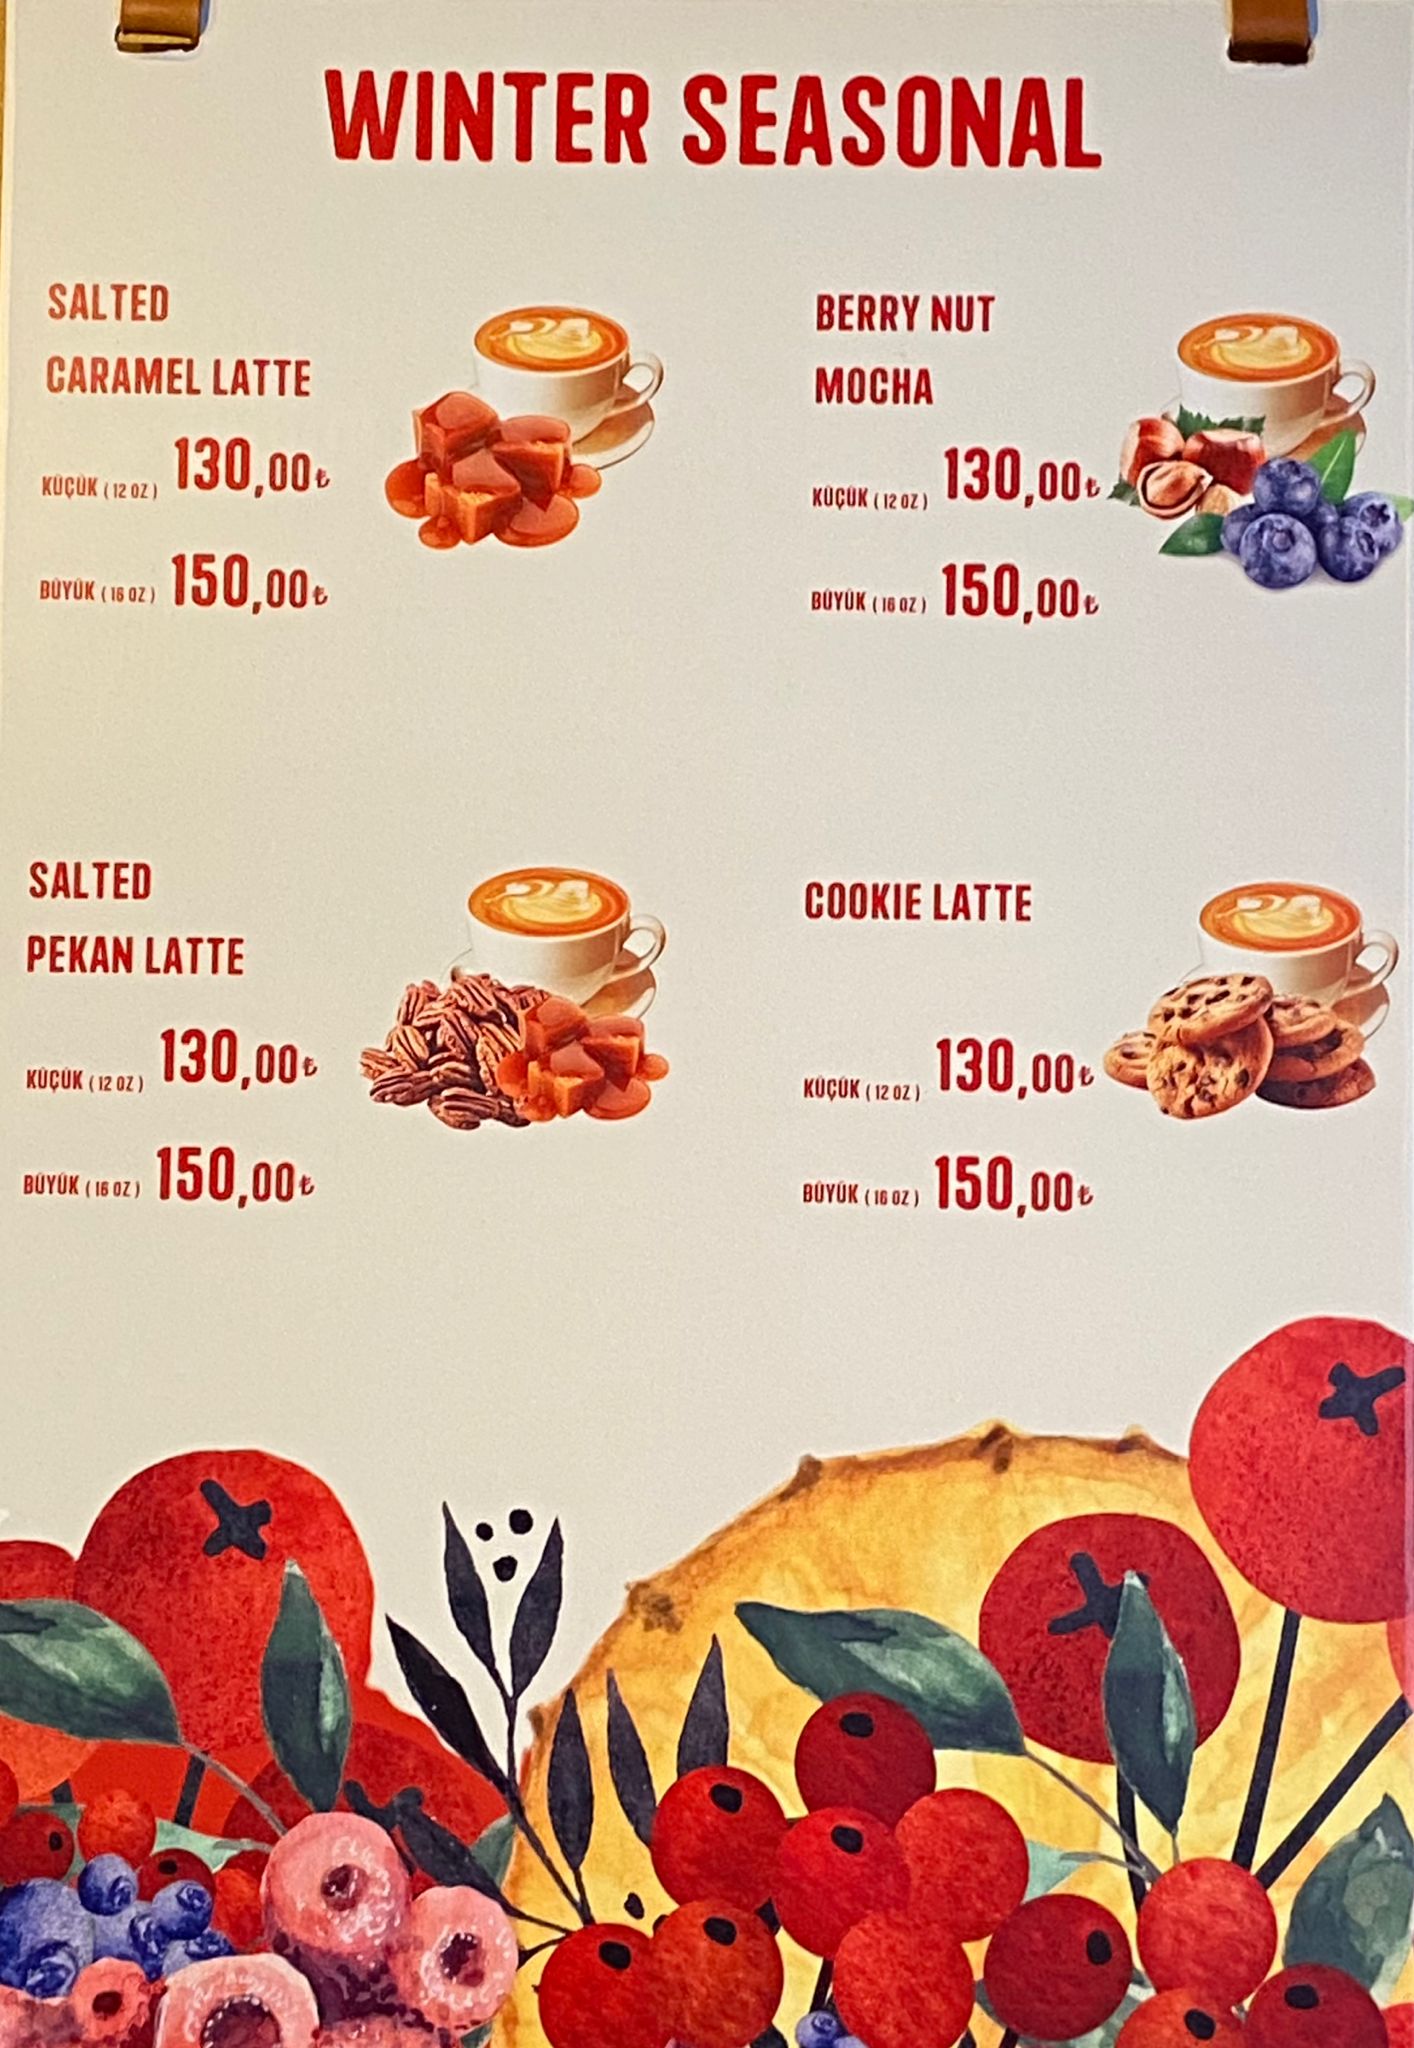 WINTER SEASONAL
SALTED
CARAMEL LATTE
KÜÇÜK (12 OZ) 130,00₺
BÜYÜK (16 OZ) 150,00₺
BERRY NUT
MOCHA
KÜÇÜK (12 OZ) 130,00₺
BÜYÜK (16 OZ) 150,00₺
SALTED
PEKAN LATTE
KÜÇÜK (12 OZ) 130,00₺
BÜYÜK (16 OZ) 150,00₺
COOKIE LATTE
KÜÇÜK (12 OZ) 130,00₺
BÜYÜK (16 OZ) 150,00₺